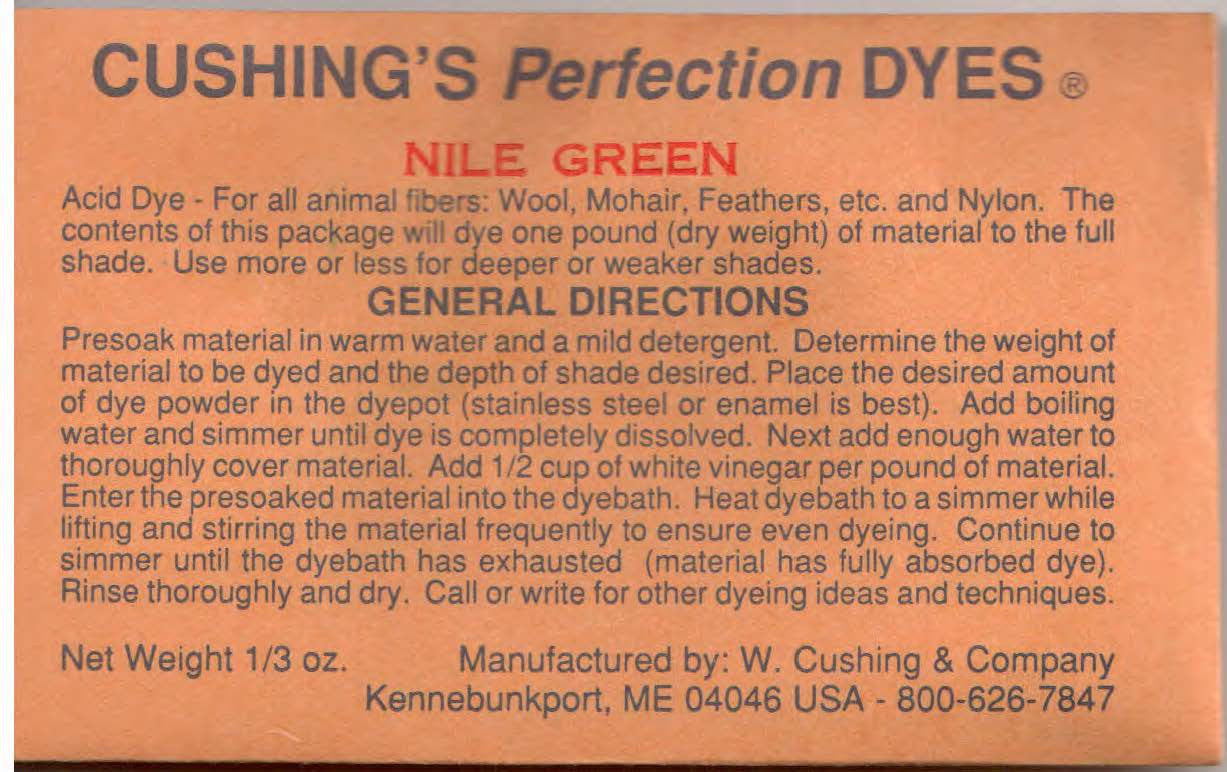 CUSHING'S Perfection DYES ®
NILE GREEN
Acid Dye - For all animal fibers: Wool, Mohair, Feathers, etc. and Nylon. The
contents of this package will dye one pound (dry weight) of material to the full
shade. Use more or less for deeper or weaker shades.
GENERAL DIRECTIONS
Presoak material in warm water and a mild detergent. Determine the weight of
material to be dyed and the depth of shade desired. Place the desired amount
of dye powder in the dyepot (stainless steel or enamel is best). Add boiling
water and simmer until dye is completely dissolved. Next add enough water to
thoroughly cover material. Add 1/2 cup of white vinegar per pound of material.
Enter the presoaked material into the dyebath. Heat dyebath to a simmer while
lifting and stirring the material frequently to ensure even dyeing. Continue to
simmer until the dyebath has exhausted (material has fully absorbed dye).
Rinse thoroughly and dry. Call or write for other dyeing ideas and techniques.
Net Weight 1/3 oz. Manufactured by: W. Cushing & Company
Kennebunkport, ME 04046 USA - 800-626-7847